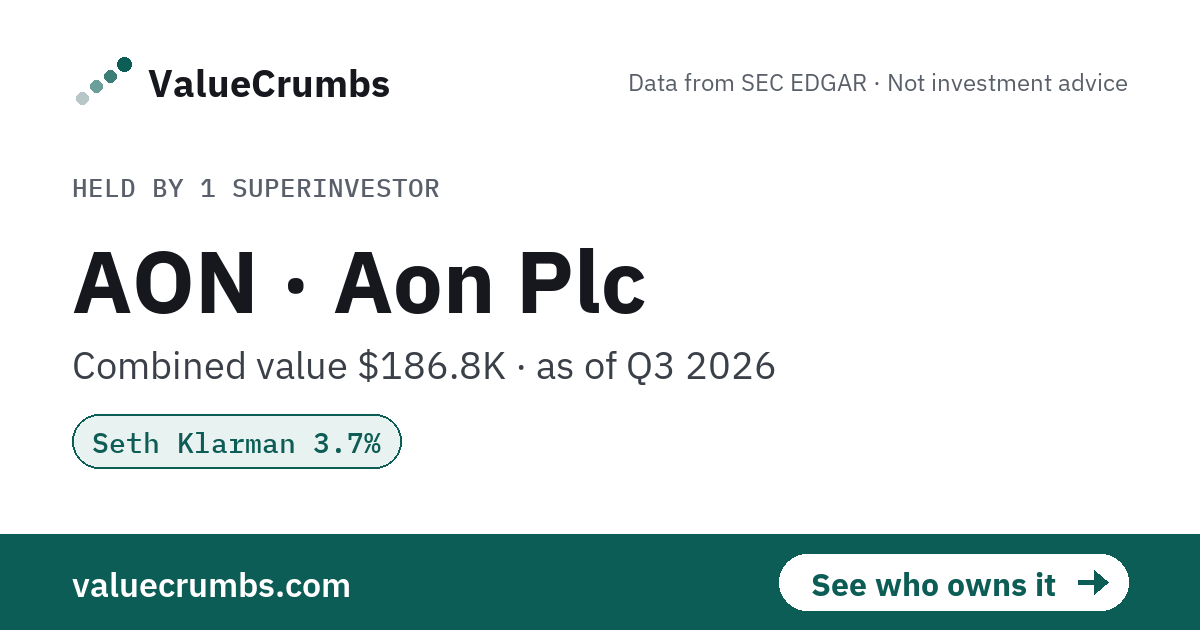 ValueCrumbs
Data from SEC EDGAR · Not investment advice
HELD BY 1 SUPERINVESTOR
AON · Aon Plc
Combined value $186.8K · as of Q3 2026
Seth Klarman 3.7%
valuecrumbs.com
See who owns it →